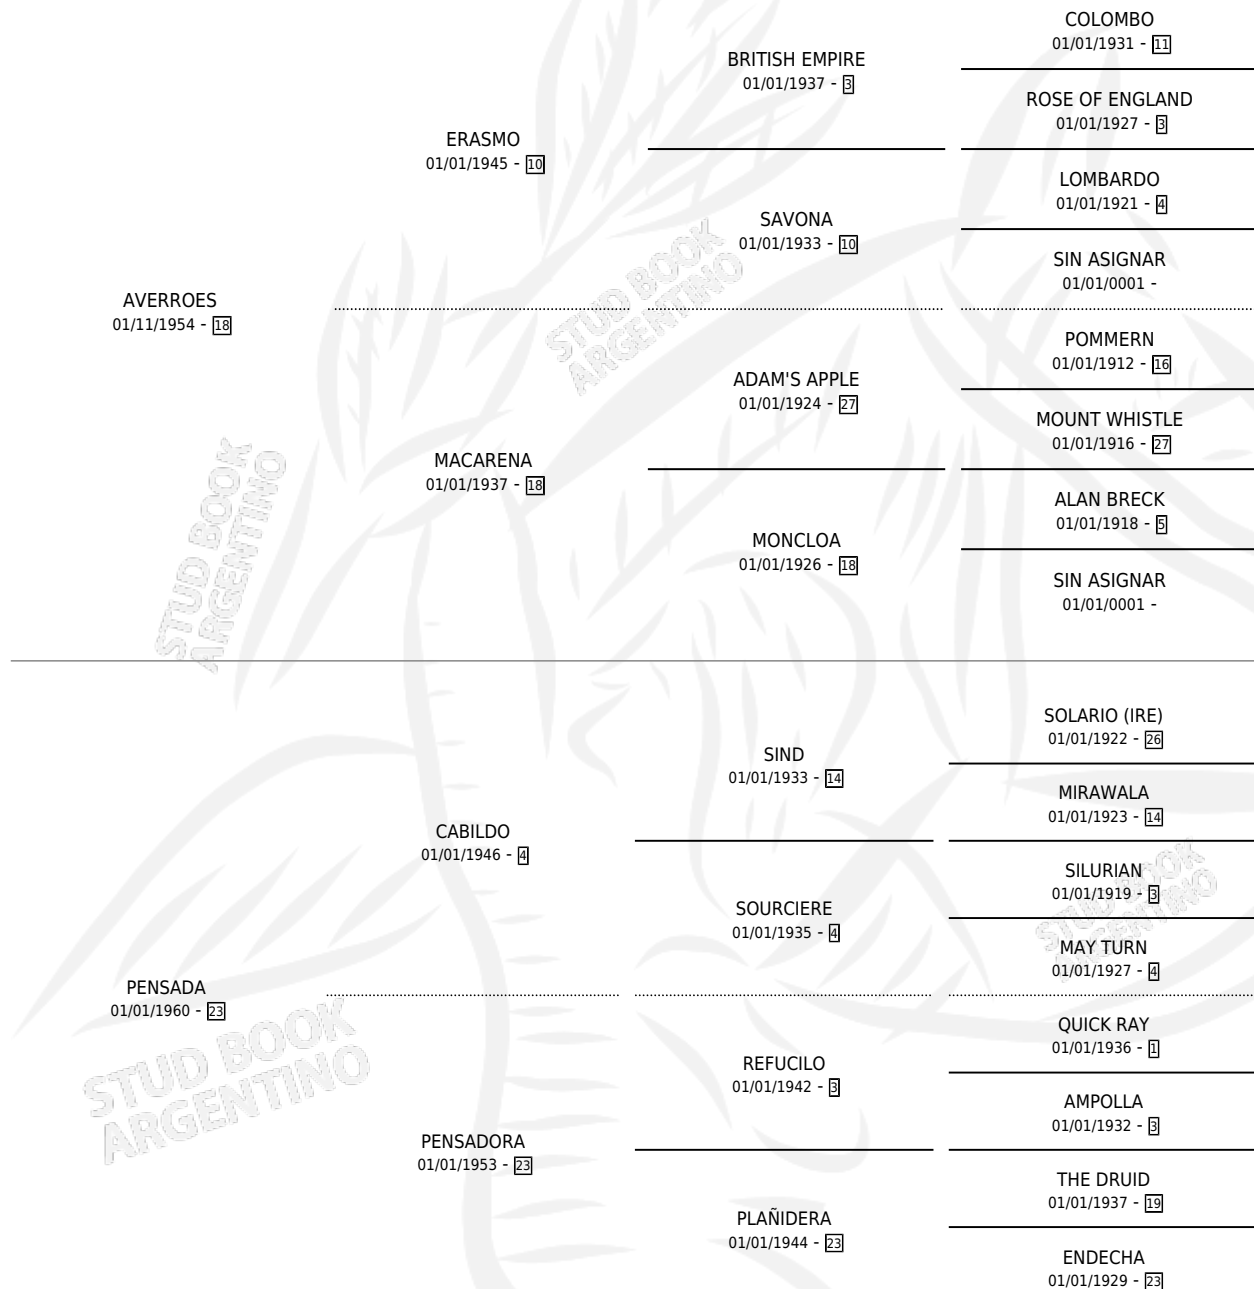 COLOMBO
01/01/1931 - 11
BRITISH EMPIRE
01/01/1937 - 3
ROSE OF ENGLAND
01/01/1927 - 3
ERASMO
01/01/1945 - 10
LOMBARDO
01/01/1921 - 4
SAVONA
01/01/1933 - 10
SIN ASIGNAR
01/01/0001 -
AVERROES
01/11/1954 - 18
POMMERN
01/01/1912 - 16
ADAM'S APPLE
01/01/1924 - 27
MOUNT WHISTLE
01/01/1916 - 27
MACARENA
01/01/1937 - 18
ALAN BRECK
01/01/1918 - 5
MONCLOA
01/01/1926 - 18
SIN ASIGNAR
01/01/0001 -
SOLARIO (IRE)
01/01/1922 - 26
SIND
01/01/1933 - 14
MIRAWALA
01/01/1923 - 14
CABILDO
01/01/1946 - 4
SILURIAN
01/01/1919 - 3
SOURCIERE
01/01/1935 - 4
MAY TURN
01/01/1927 - 4
PENSADA
01/01/1960 - 23
QUICK RAY
01/01/1936 - 1
REFUCILO
01/01/1942 - 3
AMPOLLA
01/01/1932 - 3
PENSADORA
01/01/1953 - 23
THE DRUID
01/01/1937 - 19
PLAÑIDERA
01/01/1944 - 23
ENDECHA
01/01/1929 - 23
STUD BOOK
ARGENTINO
STUD BOOK
ARGENTINO
STUD BOOK
ARGENTINO
STUD BOOK
ARGENTINO